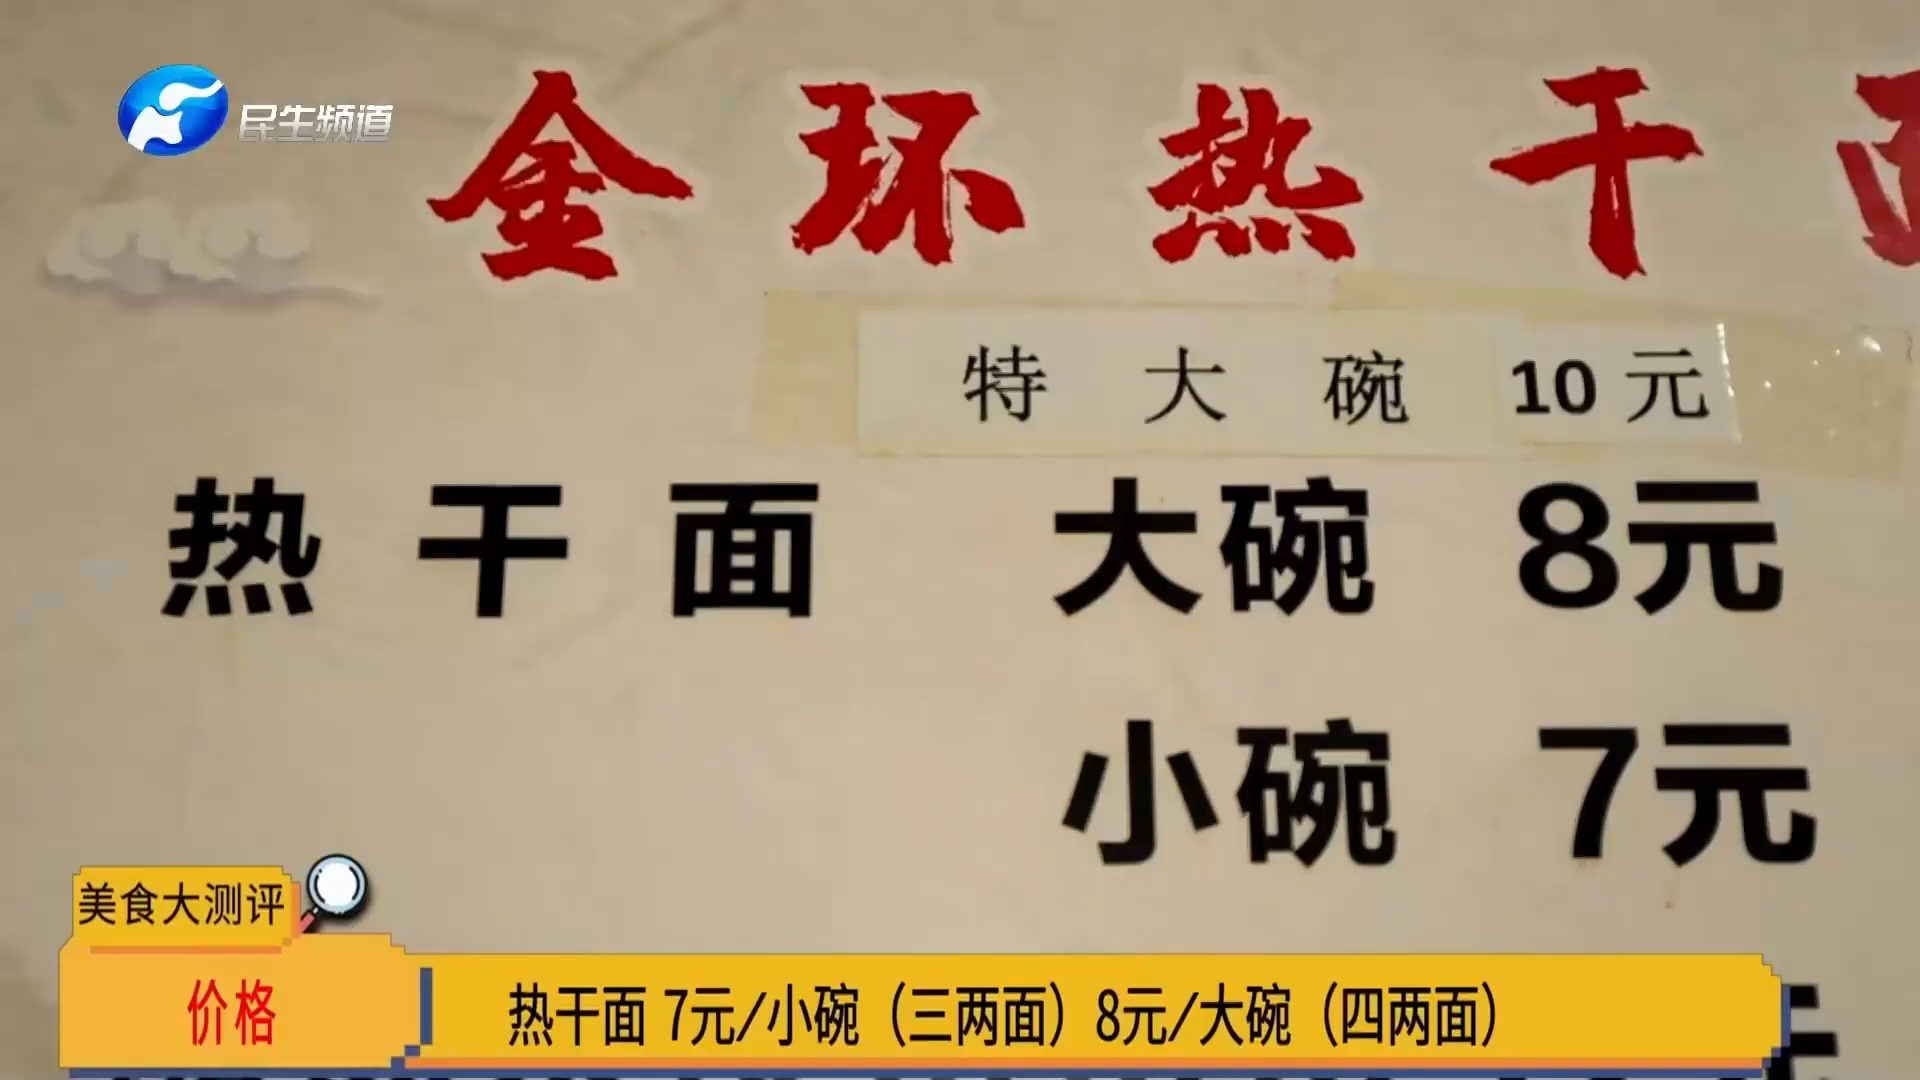 民生频道
金环热干面
特大碗 10元
热干面 大碗 8元
小碗 7元
美食大测评
价格
热干面 7元/小碗（三两面）8元/大碗（四两面）